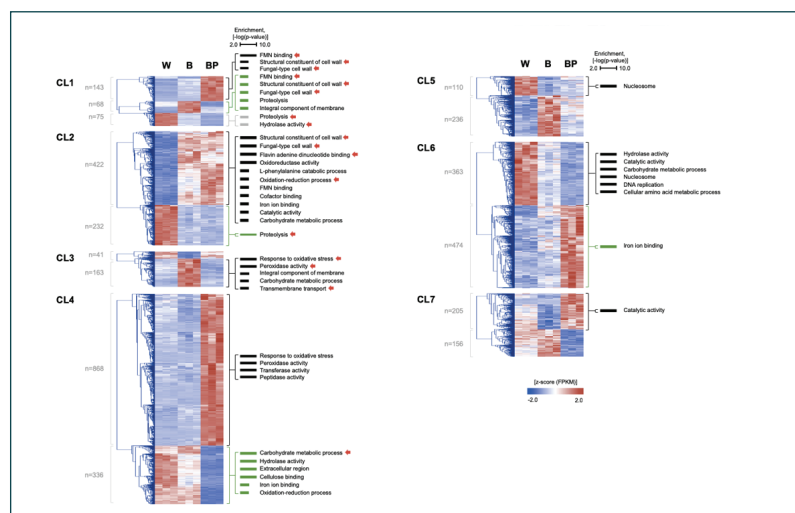 Enrichment,
[-log(p-value)]
2.0 10.0
W B BP
CL1
n=143
n=68
n=75
FMN binding
Structural constituent of cell wall
Fungal-type cell wall
FMN binding
Structural constituent of cell wall
Fungal-type cell wall
Proteolysis
Integral component of membrane
Proteolysis
Hydrolase activity
CL2
n=422
n=232
Structural constituent of cell wall
Fungal-type cell wall
Flavin adenine dinucleotide binding
Oxidoreductase activity
L-phenylalanine catabolic process
Oxidation-reduction process
FMN binding
Cofactor binding
Iron ion binding
Catalytic activity
Carbohydrate metabolic process
Proteolysis
CL3
n=41
n=163
Response to oxidative stress
Peroxidase activity
Integral component of membrane
Carbohydrate metabolic process
Transmembrane transport
CL4
n=868
n=336
Response to oxidative stress
Peroxidase activity
Transferase activity
Peptidase activity
Carbohydrate metabolic process
Hydrolase activity
Extracellular region
Cellulose binding
Iron ion binding
Oxidation-reduction process
Enrichment,
[-log(p-value)]
2.0 10.0
W B BP
CL5
n=110
n=236
Nucleosome
CL6
n=363
n=474
Hydrolase activity
Catalytic activity
Carbohydrate metabolic process
Nucleosome
DNA replication
Cellular amino acid metabolic process
Iron ion binding
CL7
n=205
n=156
Catalytic activity
[z-score (FPKM)]
-2.0 2.0